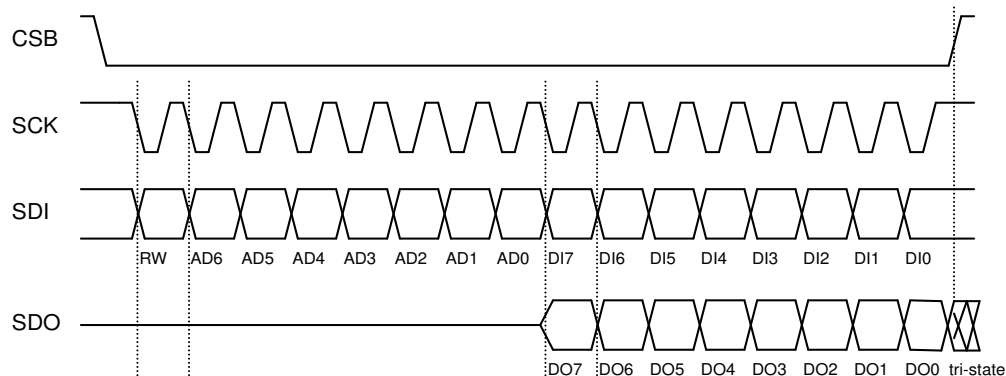 CSB
SCK
SDI
RW AD6 AD5 AD4 AD3 AD2 AD1 AD0 DI7 DI6 DI5 DI4 DI3 DI2 DI1 DI0
SDO
DO7 DO6 DO5 DO4 DO3 DO2 DO1 DO0 tri-state